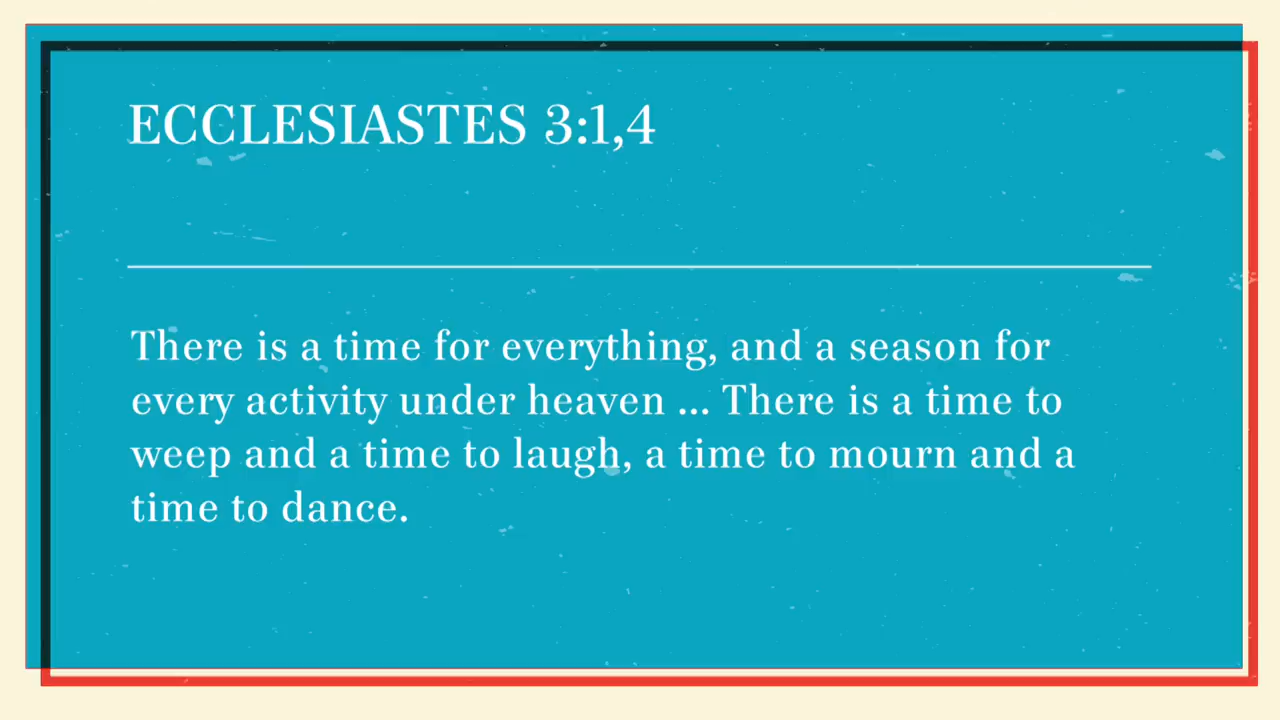 ECCLESIASTES 3:1,4
There is a time for everything, and a season for
every activity under heaven ... There is a time to
weep and a time to laugh, a time to mourn and a
time to dance.